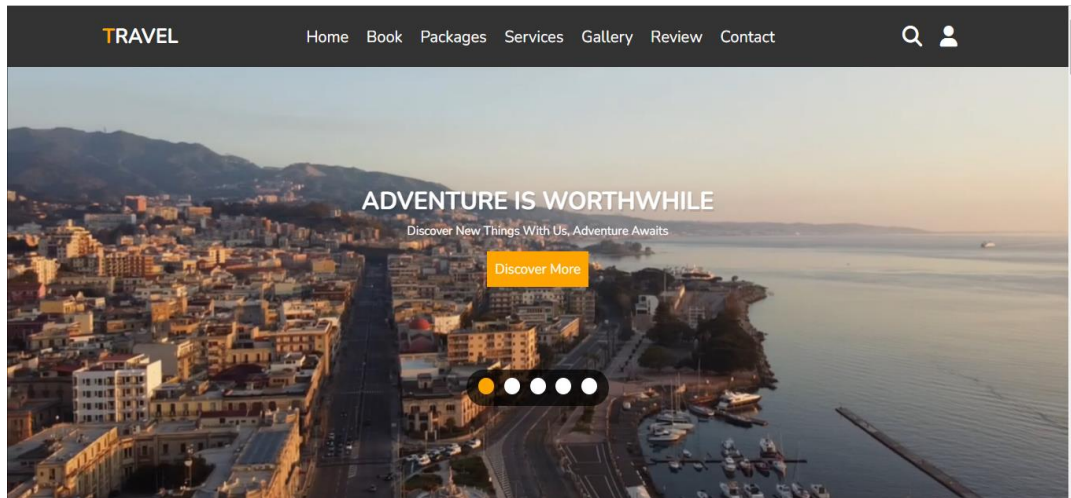 TRAVEL Home Book Packages Services Gallery Review Contact
ADVENTURE IS WORTHWHILE
Discover New Things With Us, Adventure Awaits
Discover More